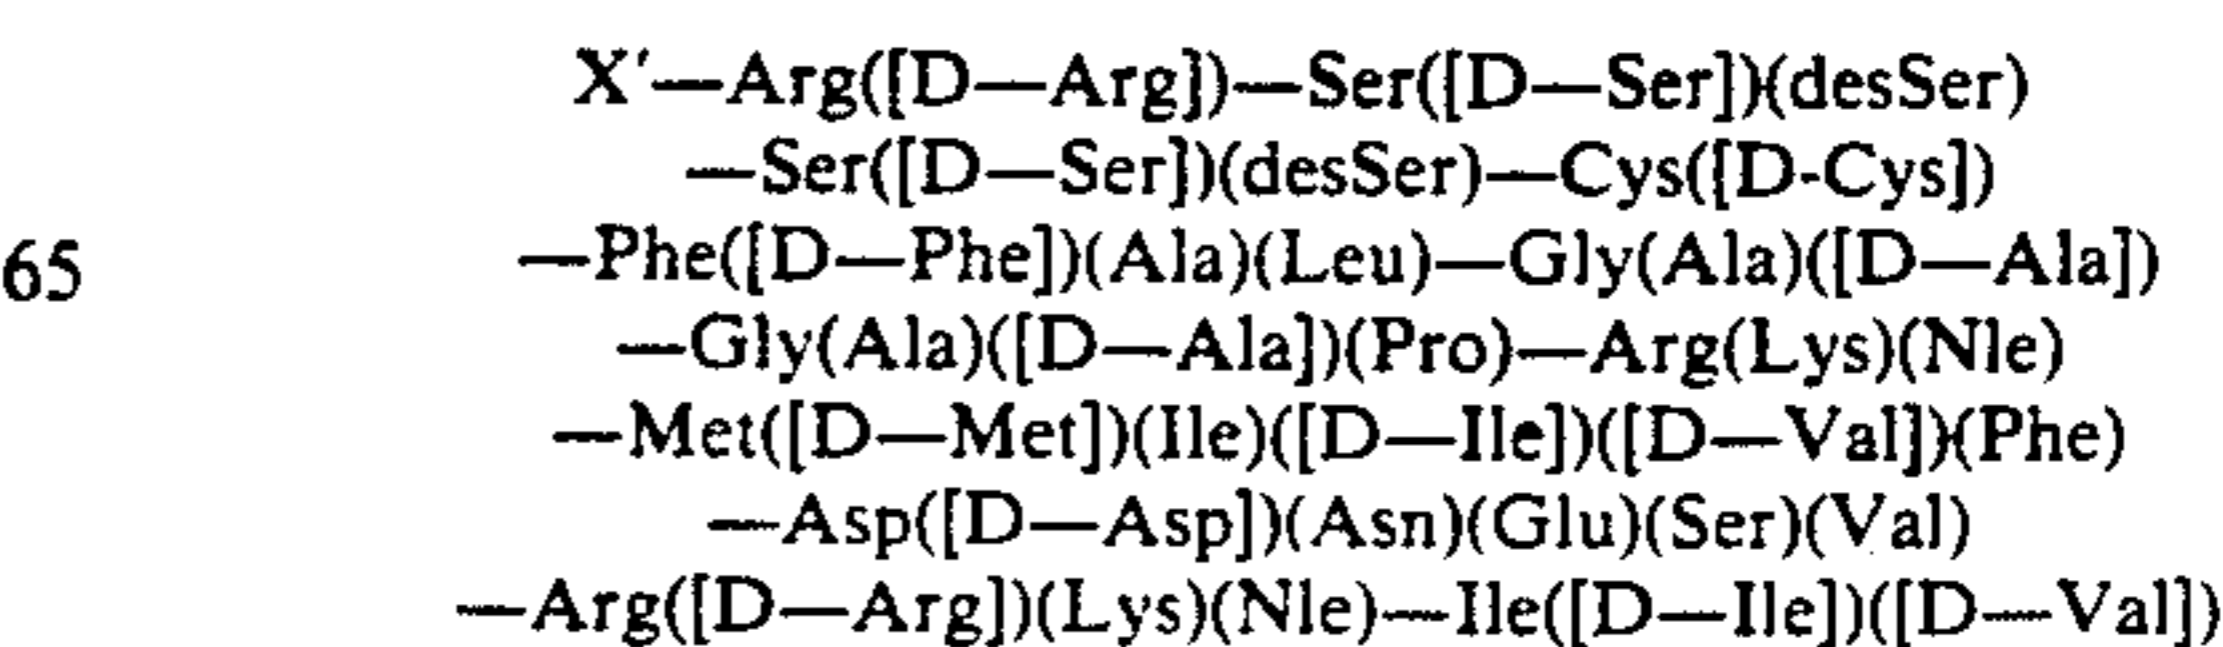 X′—Arg([D—Arg])—Ser([D—Ser])(desSer)
—Ser([D—Ser])(desSer)—Cys([D-Cys])
65 —Phe([D—Phe])(Ala)(Leu)—Gly(Ala)([D—Ala])
—Gly(Ala)([D—Ala])(Pro)—Arg(Lys)(Nle)
—Met([D—Met])(Ile)([D—Ile])([D—Val])(Phe)
—Asp([D—Asp])(Asn)(Glu)(Ser)(Val)
—Arg([D—Arg])(Lys)(Nle)—Ile([D—Ile])([D—Val])